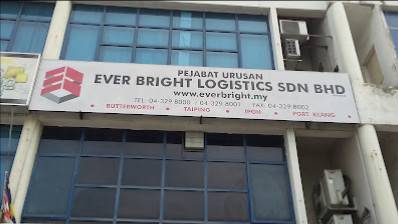 PEJABAT URUSAN
EVER BRIGHT LOGISTICS SDN BHD
www.everbright.my
TEL: 04-329 8000 / 04-329 8001 FAX: 04-329 8002
• BUTTERWORTH • TAIPING • IPOH • PORT KLANG •